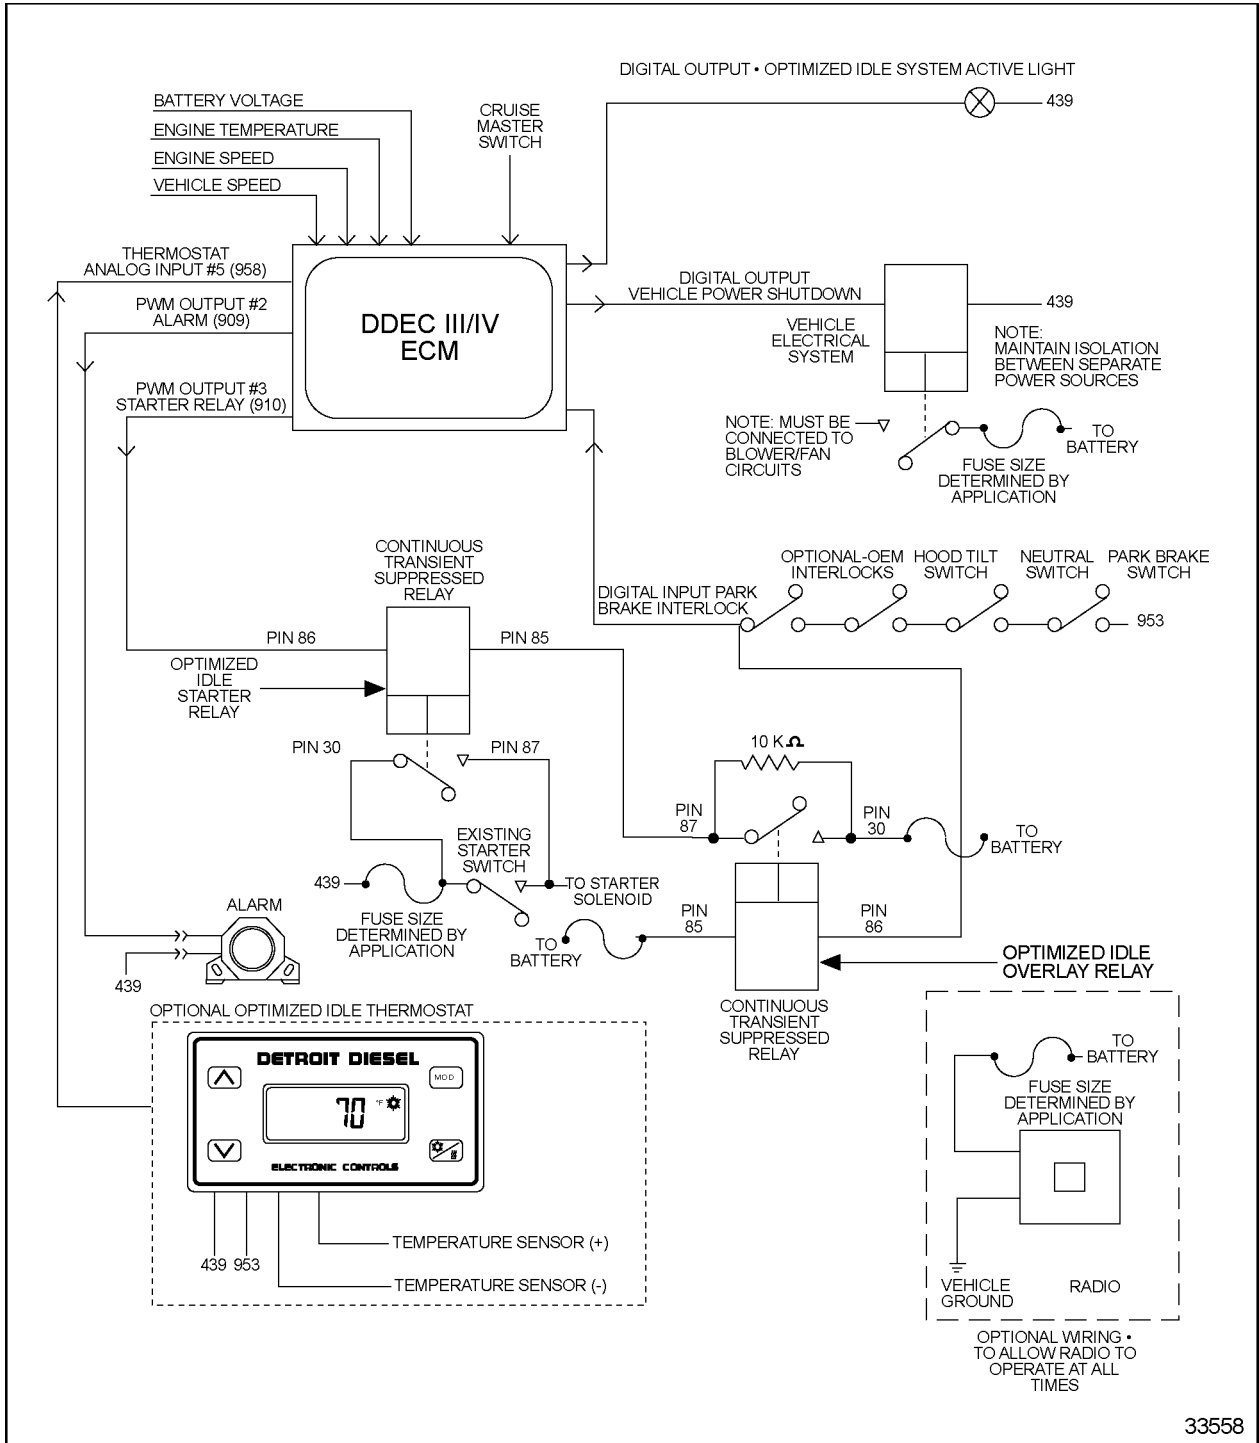 DIGITAL OUTPUT • OPTIMIZED IDLE SYSTEM ACTIVE LIGHT
439
BATTERY VOLTAGE
ENGINE TEMPERATURE
ENGINE SPEED
VEHICLE SPEED
CRUISE
MASTER
SWITCH
THERMOSTAT
ANALOG INPUT #5 (958)
PWM OUTPUT #2
ALARM (909)
PWM OUTPUT #3
STARTER RELAY (910)
DDEC III/IV
ECM
DIGITAL OUTPUT
VEHICLE POWER SHUTDOWN
439
VEHICLE
ELECTRICAL
SYSTEM
NOTE:
MAINTAIN ISOLATION
BETWEEN SEPARATE
POWER SOURCES
NOTE: MUST BE
CONNECTED TO
BLOWER/FAN
CIRCUITS
TO
BATTERY
FUSE SIZE
DETERMINED BY
APPLICATION
CONTINUOUS
TRANSIENT
SUPPRESSED
RELAY
OPTIONAL-OEM
INTERLOCKS
HOOD TILT
SWITCH
NEUTRAL
SWITCH
PARK BRAKE
SWITCH
DIGITAL INPUT PARK
BRAKE INTERLOCK
953
PIN 86
PIN 85
OPTIMIZED
IDLE
STARTER
RELAY
PIN 30
PIN 87
10 K Ω
PIN
87
PIN
30
TO
BATTERY
EXISTING
STARTER
SWITCH
439
TO STARTER
SOLENOID
FUSE SIZE
DETERMINED BY
APPLICATION
TO
BATTERY
PIN
85
PIN
86
ALARM
439
OPTIMIZED IDLE
OVERLAY RELAY
CONTINUOUS
TRANSIENT
SUPPRESSED
RELAY
OPTIONAL OPTIMIZED IDLE THERMOSTAT
DETROIT DIESEL
MOD
70 °F
ELECTRONIC CONTROLS
439 953
TEMPERATURE SENSOR (+)
TEMPERATURE SENSOR (-)
TO
BATTERY
FUSE SIZE
DETERMINED BY
APPLICATION
VEHICLE
GROUND
RADIO
OPTIONAL WIRING •
TO ALLOW RADIO TO
OPERATE AT ALL
TIMES
33558